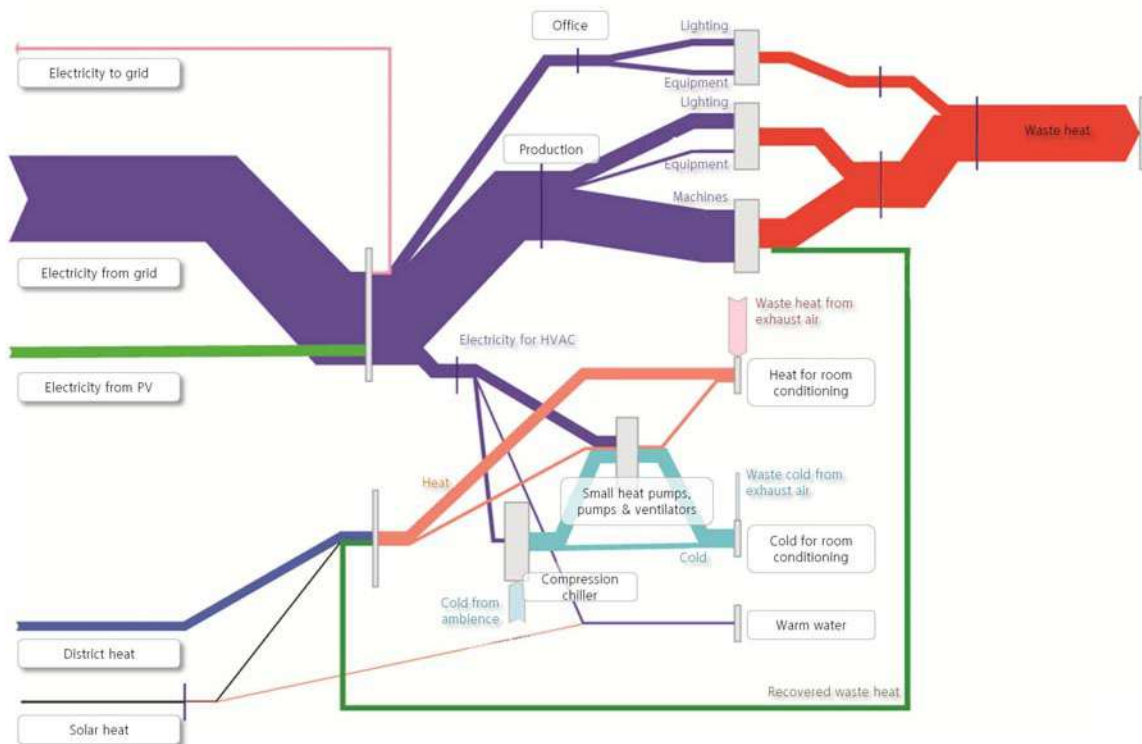 Office
Lighting
Electricity to grid
Equipment
Lighting
Waste heat
Production
Equipment
Machines
Electricity from grid
Waste heat from
exhaust air
Electricity for HVAC
Heat for room
conditioning
Electricity from PV
Heat
Waste cold from
exhaust air
Small heat pumps,
pumps & ventilators
Cold for room
conditioning
Cold
Compression
chiller
Cold from
ambience
Warm water
District heat
Recovered waste heat
Solar heat